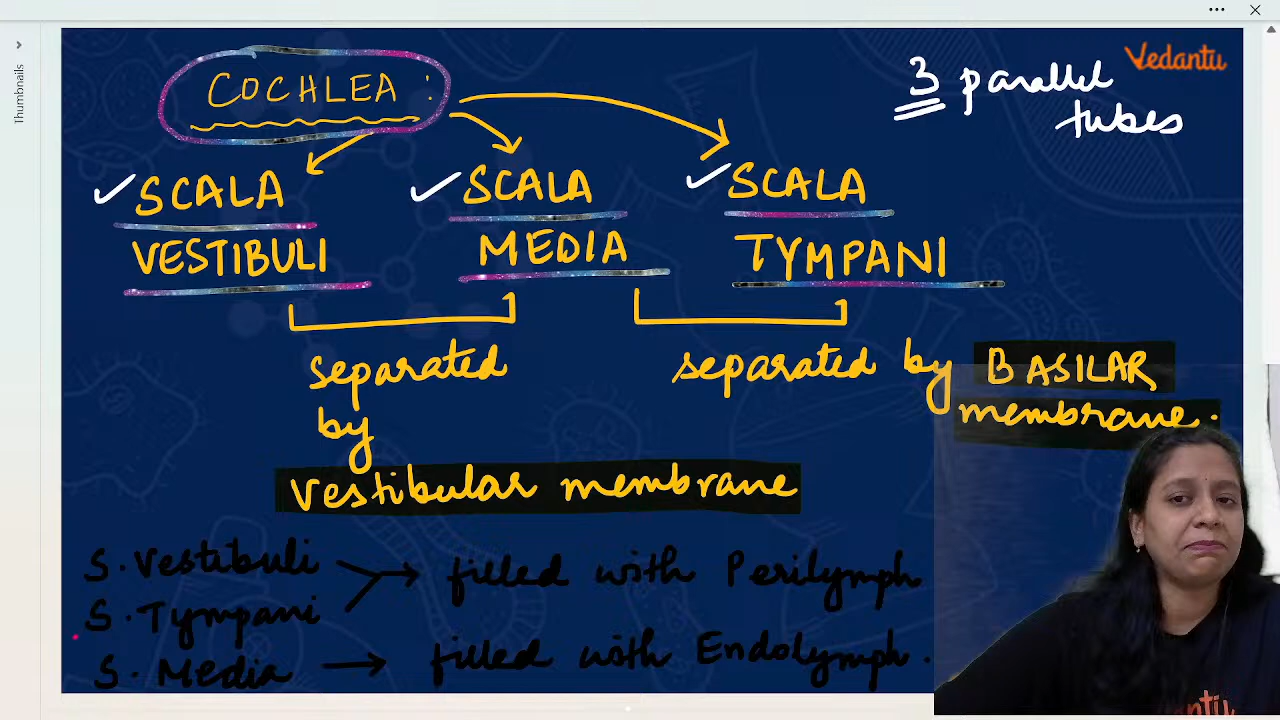 Thumbnails
COCHLEA :
3 parallel
tubes
Vedantu
SCALA
VESTIBULI
SCALA
MEDIA
SCALA
TYMPANI
separated
by
vestibular membrane
separated by BASILAR
membrane.
S. Vestibuli
S. Tympani
filled with Perilymph
S. Media → filled with Endolymph.